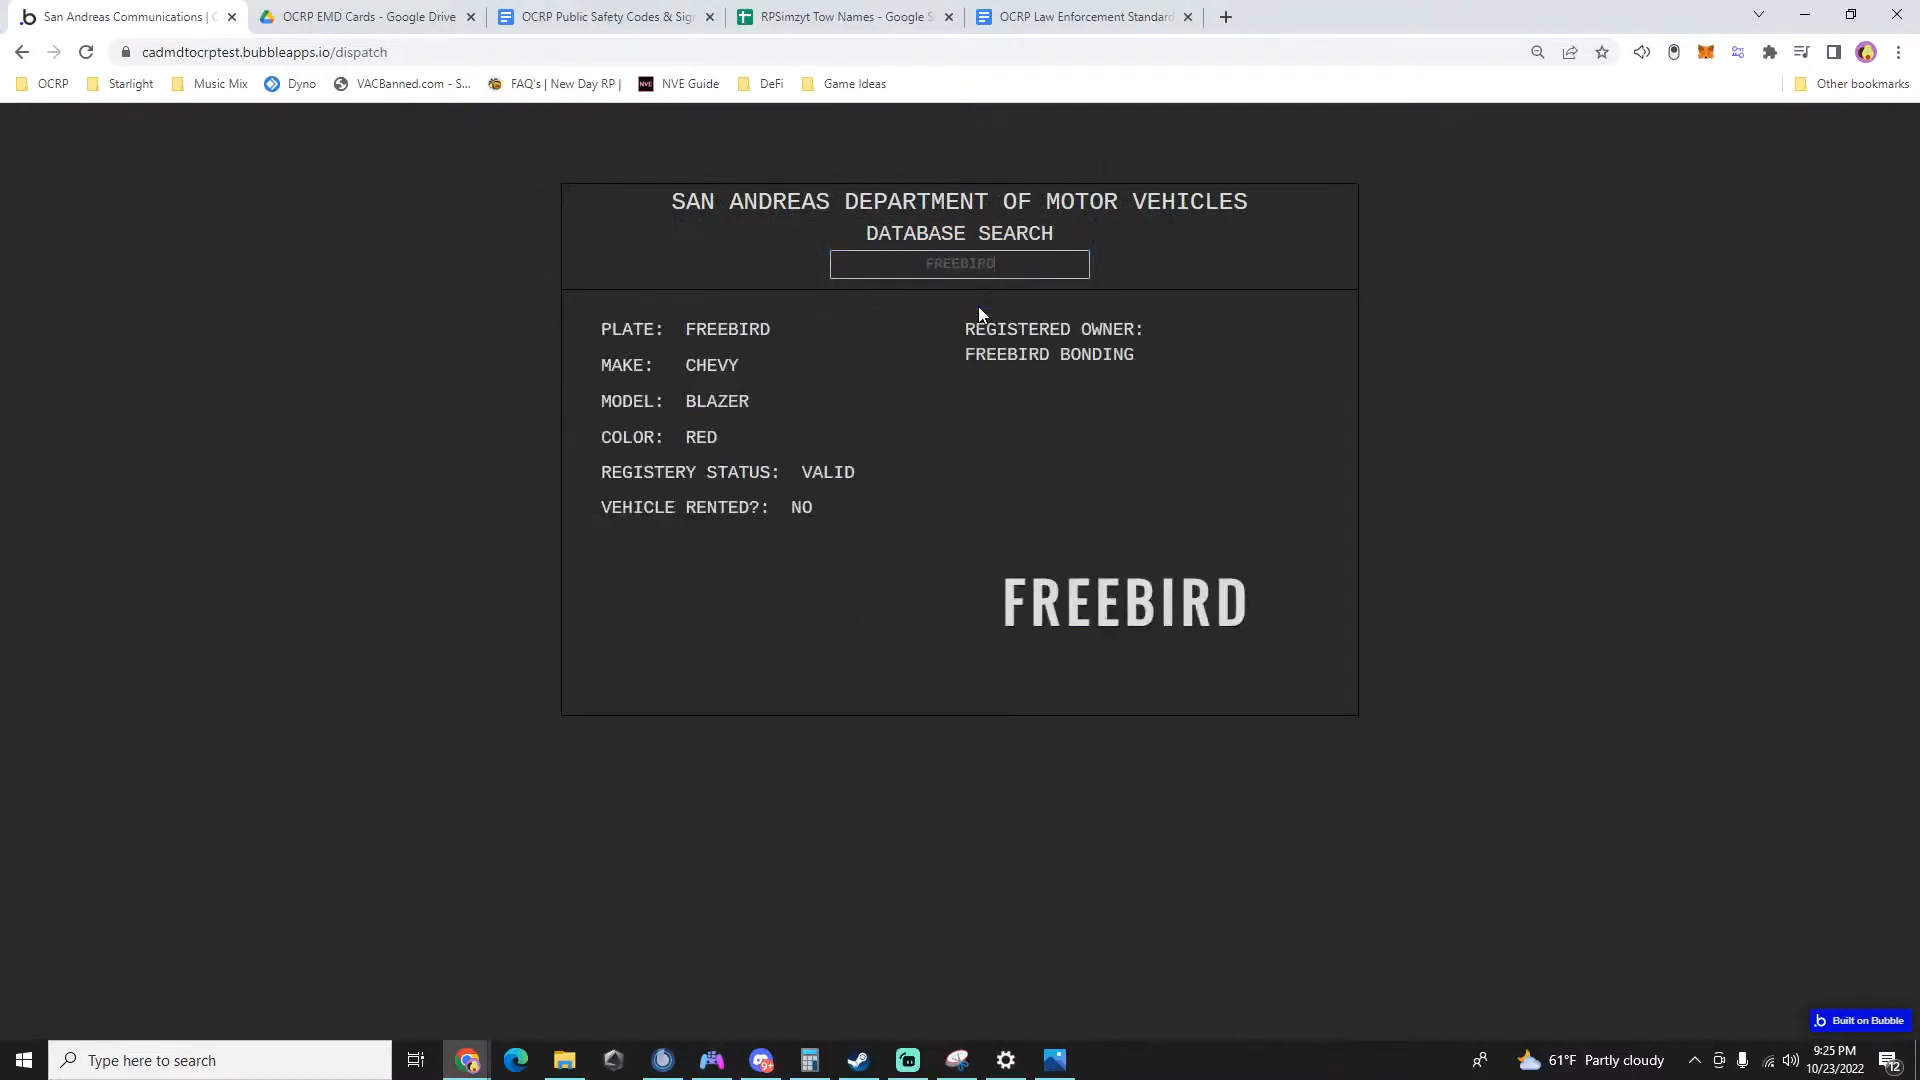 San Andreas Communications | C
OCRP EMD Cards - Google Drive
OCRP Public Safety Codes & Sig
RPSimzyt Tow Names - Google S
OCRP Law Enforcement Standard
cadmdtocrptest.bubbleapps.io/dispatch
OCRP
Starlight
Music Mix
Dyno
VACBanned.com - S...
FAQ's | New Day RP |
NVE
NVE Guide
DeFi
Game Ideas
Other bookmarks
SAN ANDREAS DEPARTMENT OF MOTOR VEHICLES
DATABASE SEARCH
FREEBIRD
PLATE: FREEBIRD
MAKE: CHEVY
MODEL: BLAZER
COLOR: RED
REGISTERY STATUS: VALID
VEHICLE RENTED?: NO
REGISTERED OWNER:
FREEBIRD BONDING
FREEBIRD
Built on Bubble
Type here to search
9+
61°F Partly cloudy
9:25 PM
10/23/2022
12